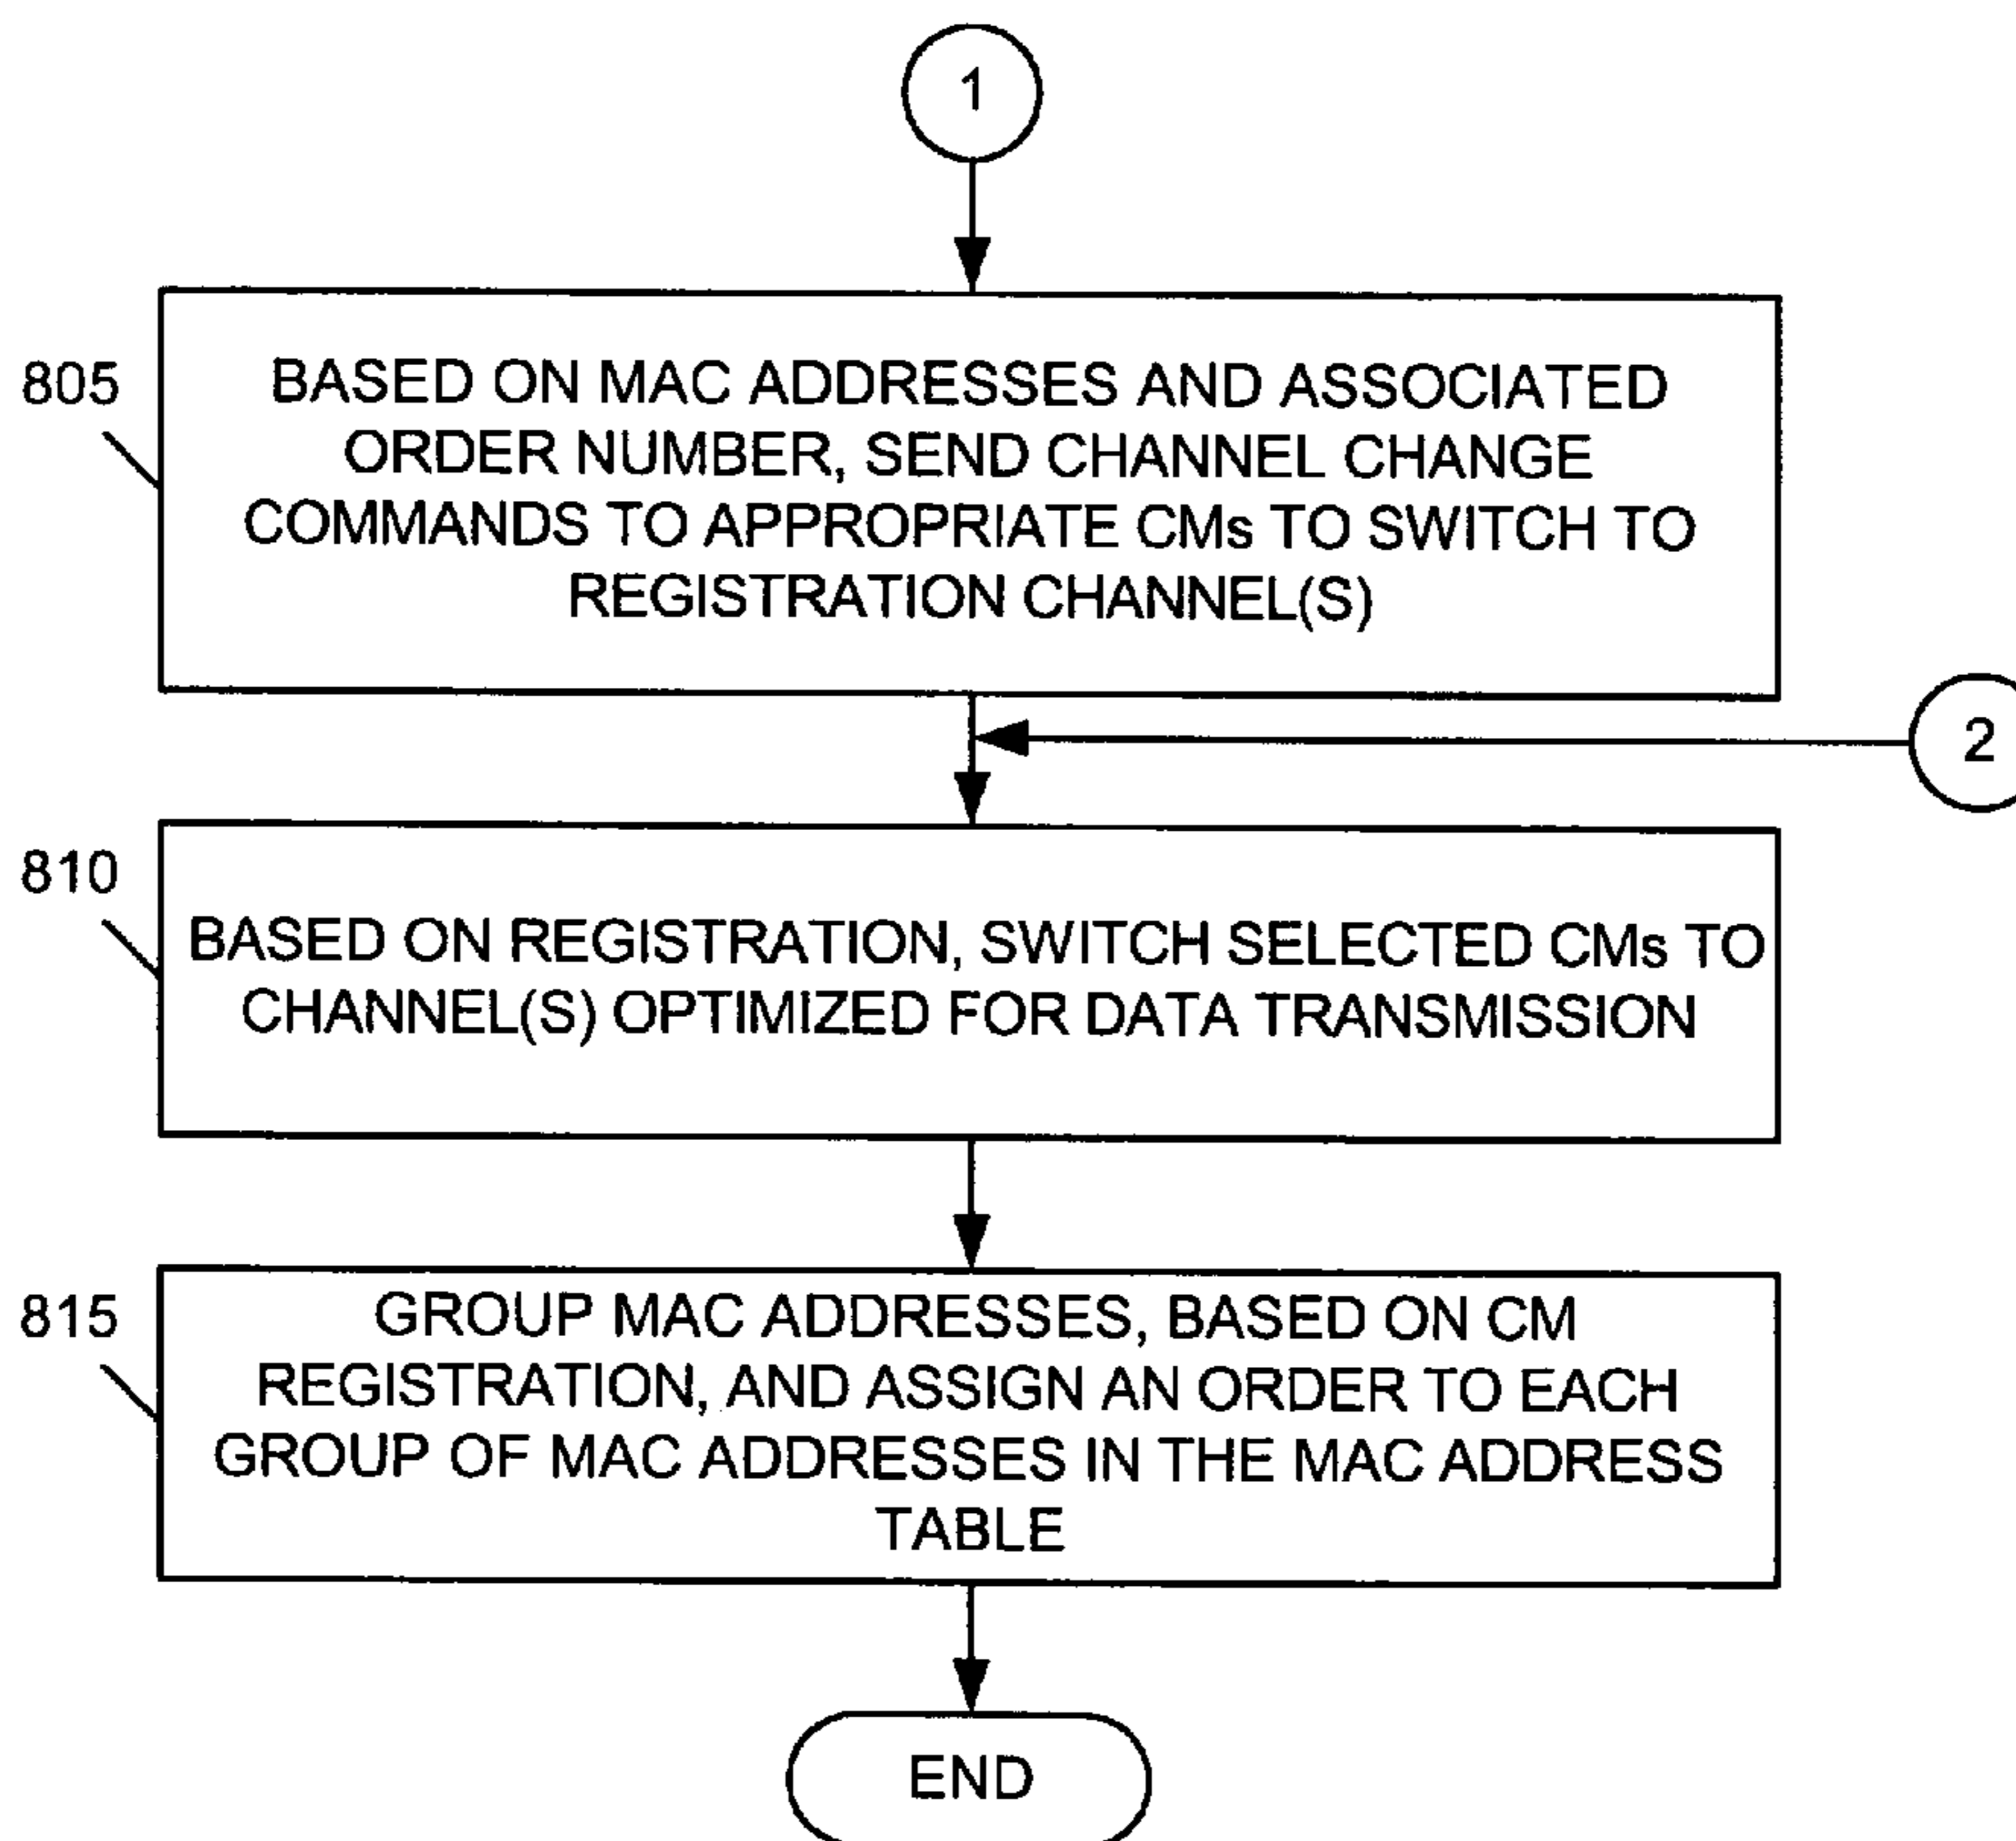 1
805
BASED ON MAC ADDRESSES AND ASSOCIATED
ORDER NUMBER, SEND CHANNEL CHANGE
COMMANDS TO APPROPRIATE CMs TO SWITCH TO
REGISTRATION CHANNEL(S)
2
810
BASED ON REGISTRATION, SWITCH SELECTED CMs TO
CHANNEL(S) OPTIMIZED FOR DATA TRANSMISSION
815
GROUP MAC ADDRESSES, BASED ON CM
REGISTRATION, AND ASSIGN AN ORDER TO EACH
GROUP OF MAC ADDRESSES IN THE MAC ADDRESS
TABLE
END